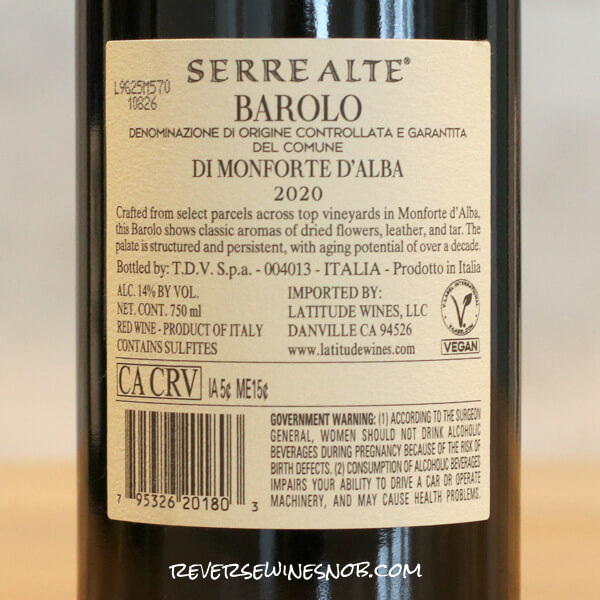 SERRE ALTE®
L9G25M570
10826
BAROLO
DENOMINAZIONE DI ORIGINE CONTROLLATA E GARANTITA
DEL COMUNE
DI MONFORTE D'ALBA
2020
Crafted from select parcels across top vineyards in Monforte d'Alba,
this Barolo shows classic aromas of dried flowers, leather, and tar. The
palate is structured and persistent, with aging potential of over a decade.
Bottled by: T.D.V. S.p.a. - 004013 - ITALIA - Prodotto in Italia
ALC. 14% BY VOL.
NET. CONT. 750 ml
RED WINE - PRODUCT OF ITALY
CONTAINS SULFITES
IMPORTED BY:
LATITUDE WINES, LLC
DANVILLE CA 94526
www.latitudewines.com
V-LABEL INTERNATIONAL
V-LABEL.COM
VEGAN
CA CRV IA 5¢ ME15¢
7 95326 20180 3
GOVERNMENT WARNING: (1) ACCORDING TO THE SURGEON
GENERAL, WOMEN SHOULD NOT DRINK ALCOHOLIC
BEVERAGES DURING PREGNANCY BECAUSE OF THE RISK OF
BIRTH DEFECTS. (2) CONSUMPTION OF ALCOHOLIC BEVERAGES
IMPAIRS YOUR ABILITY TO DRIVE A CAR OR OPERATE
MACHINERY, AND MAY CAUSE HEALTH PROBLEMS.
REVERSEWINESNOB.COM